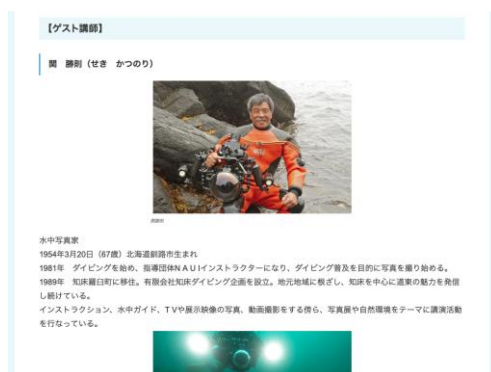 【ゲスト講師】
関　勝則（せき　かつのり）
関勝則
水中写真家
1954年3月20日（67歳）北海道釧路市生まれ
1981年　ダイビングを始め、指導団体ＮＡＵＩインストラクターになり、ダイビング普及を目的に写真を撮り始める。
1989年　知床羅臼町に移住。有限会社知床ダイビング企画を設立。地元地域に根ざし、知床を中心に道東の魅力を発信
し続けている。
インストラクション、水中ガイド、ＴＶや展示映像の写真、動画撮影をする傍ら、写真展や自然環境をテーマに講演活動
を行なっている。